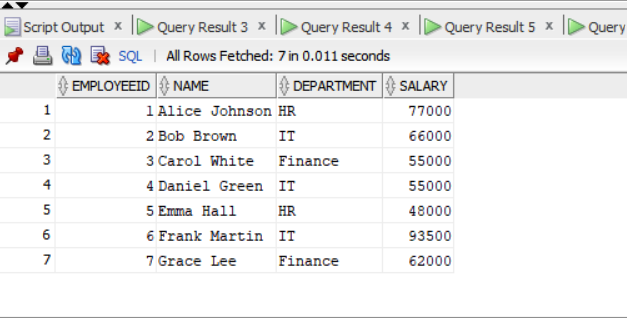 Script Output x Query Result 3 x Query Result 4 x Query Result 5 x Query
SQL | All Rows Fetched: 7 in 0.011 seconds
EMPLOYEEID NAME DEPARTMENT SALARY
1 1 Alice Johnson HR 77000
2 2 Bob Brown IT 66000
3 3 Carol White Finance 55000
4 4 Daniel Green IT 55000
5 5 Emma Hall HR 48000
6 6 Frank Martin IT 93500
7 7 Grace Lee Finance 62000